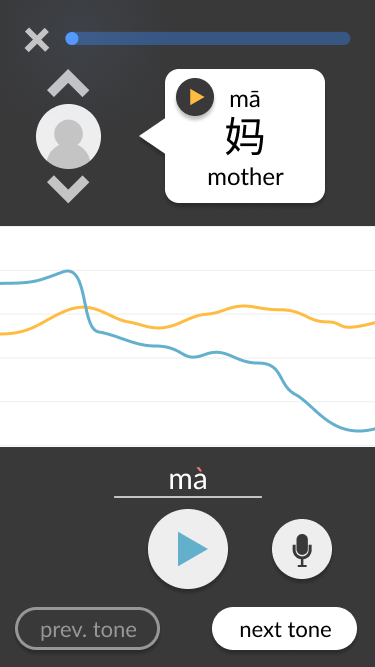 mā
妈
mother
mà
prev. tone
next tone